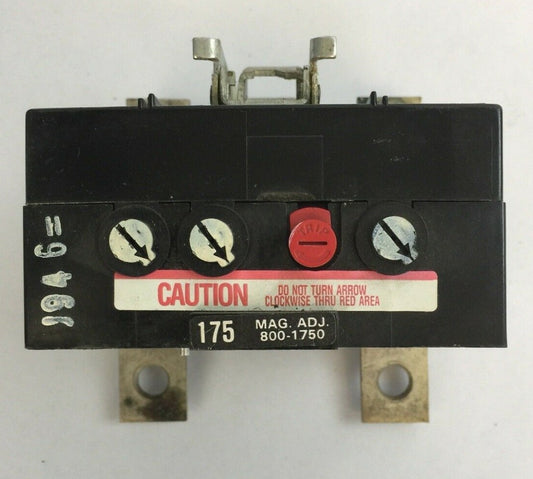 TRIP
CAUTION
DO NOT TURN ARROW
CLOCKWISE THRU RED AREA
175
MAG. ADJ.
800-1750